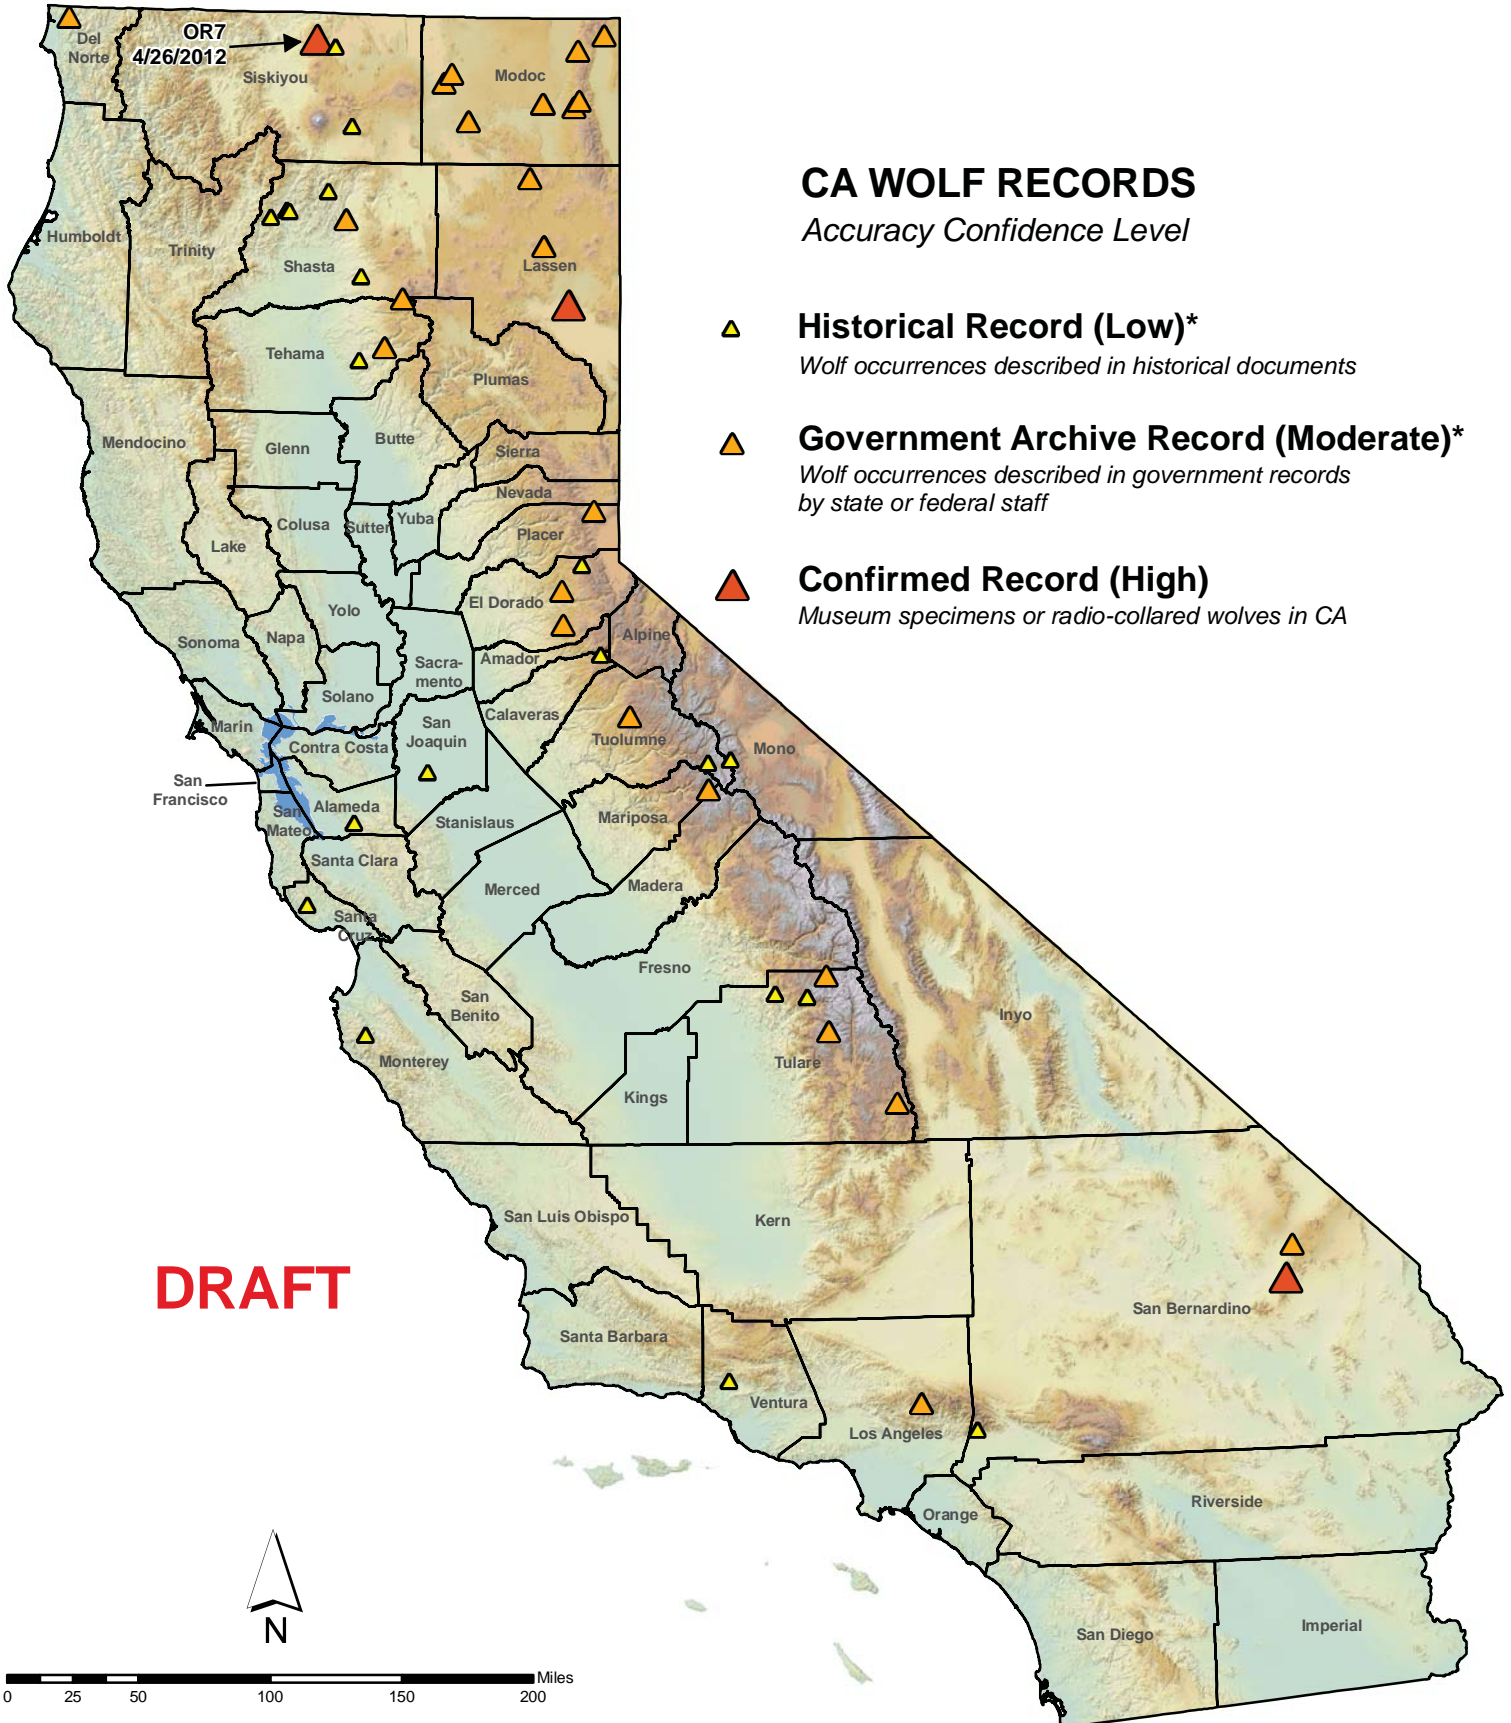 OR7
4/26/2012
Del
Norte
Siskiyou
Modoc
CA WOLF RECORDS
Accuracy Confidence Level
Historical Record (Low)*
Wolf occurrences described in historical documents
Government Archive Record (Moderate)*
Wolf occurrences described in government records
by state or federal staff
Confirmed Record (High)
Museum specimens or radio-collared wolves in CA
Humboldt
Trinity
Shasta
Lassen
Tehama
Plumas
Mendocino
Glenn
Butte
Sierra
Nevada
Colusa
Sutter
Yuba
Placer
Lake
El Dorado
Yolo
Sonoma
Napa
Alpine
Sacra-
mento
Amador
Solano
Calaveras
Marin
San
Joaquin
Contra Costa
Tuolumne
Mono
San
Francisco
Alameda
San
Mateo
Stanislaus
Mariposa
Santa Clara
Merced
Madera
Santa
Cruz
Fresno
San
Benito
Inyo
Monterey
Tulare
Kings
San Luis Obispo
Kern
DRAFT
San Bernardino
Santa Barbara
Ventura
Los Angeles
Orange
Riverside
San Diego
Imperial
N
Miles
0 25 50 100 150 200